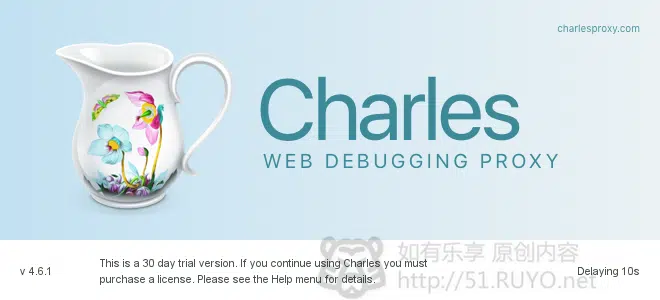 charlesproxy.com
Charles
WEB DEBUGGING PROXY
v 4.6.1
This is a 30 day trial version. If you continue using Charles you must
purchase a license. Please see the Help menu for details.
Delaying 10s
如有乐享 原创内容
http://51.RUYO.net